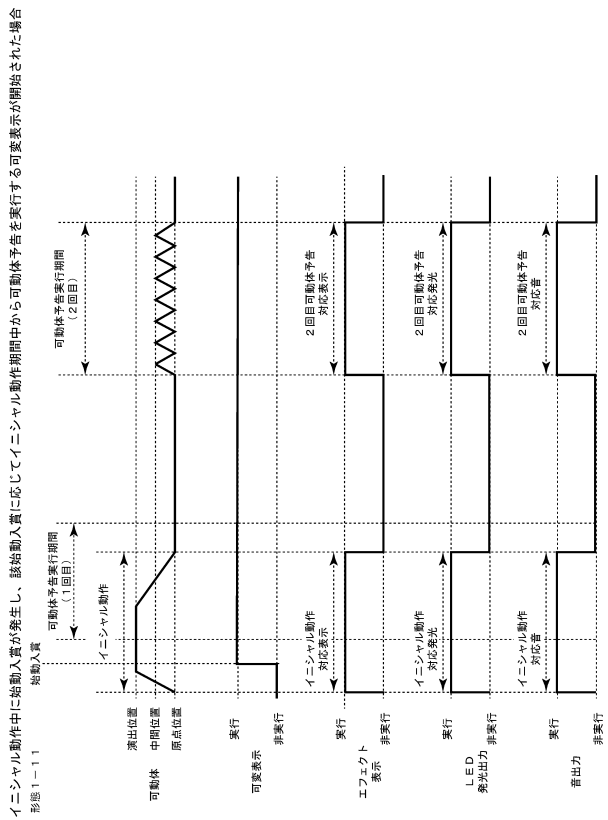 イニシャル動作中に始動入賞が発生し、該始動入賞に応じてイニシャル動作期間中から可動体予告を実行する可変表示が開始された場合
形態１－１１
始動入賞
可動体予告実行期間
（１回目）
可動体予告実行期間
（２回目）
イニシャル動作
可動体
演出位置
中間位置
原点位置
可変表示
実行
非実行
エフェクト
表示
実行
非実行
イニシャル動作
対応表示
２回目可動体予告
対応表示
ＬＥＤ
発光出力
実行
非実行
イニシャル動作
対応発光
２回目可動体予告
対応発光
音出力
実行
非実行
イニシャル動作
対応音
２回目可動体予告
対応音